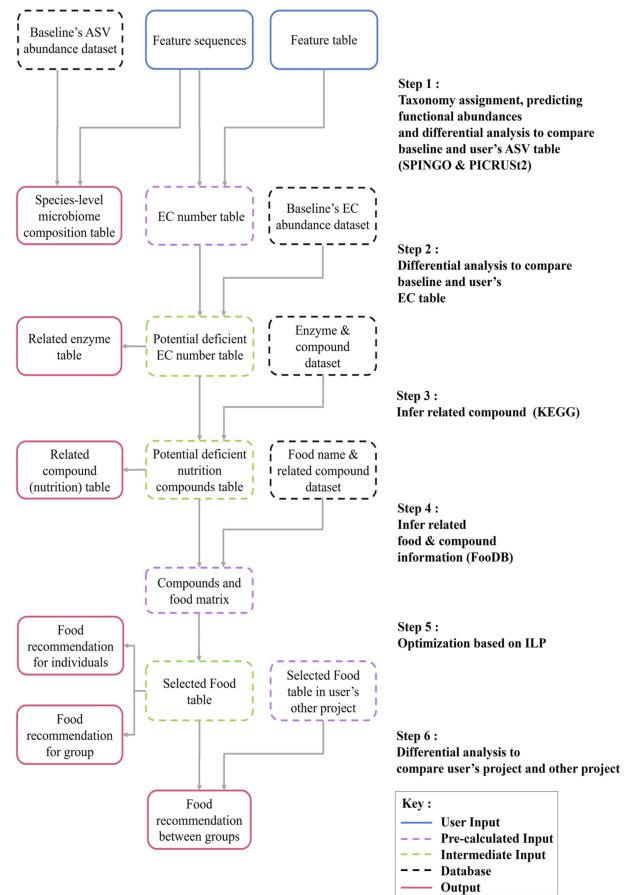 Baseline's ASV
abundance dataset
Feature sequences
Feature table
Step 1 :
Taxonomy assignment, predicting
functional abundances
and differential analysis to compare
baseline and user's ASV table
(SPINGO & PICRUSt2)
Species-level
microbiome
composition table
EC number table
Baseline's EC
abundance dataset
Step 2 :
Differential analysis to compare
baseline and user's
EC table
Related enzyme
table
Potential deficient
EC number table
Enzyme &
compound
dataset
Step 3 :
Infer related compound (KEGG)
Related
compound
(nutrition) table
Potential deficient
nutrition
compounds table
Food name &
related compound
dataset
Step 4 :
Infer related
food & compound
information (FooDB)
Compounds and
food matrix
Step 5 :
Optimization based on ILP
Food
recommendation
for individuals
Selected Food
table
Selected Food
table in user's
other project
Food
recommendation
for group
Step 6 :
Differential analysis to
compare user's project and other project
Food
recommendation
between groups
Key :
User Input
Pre-calculated Input
Intermediate Input
Database
Output